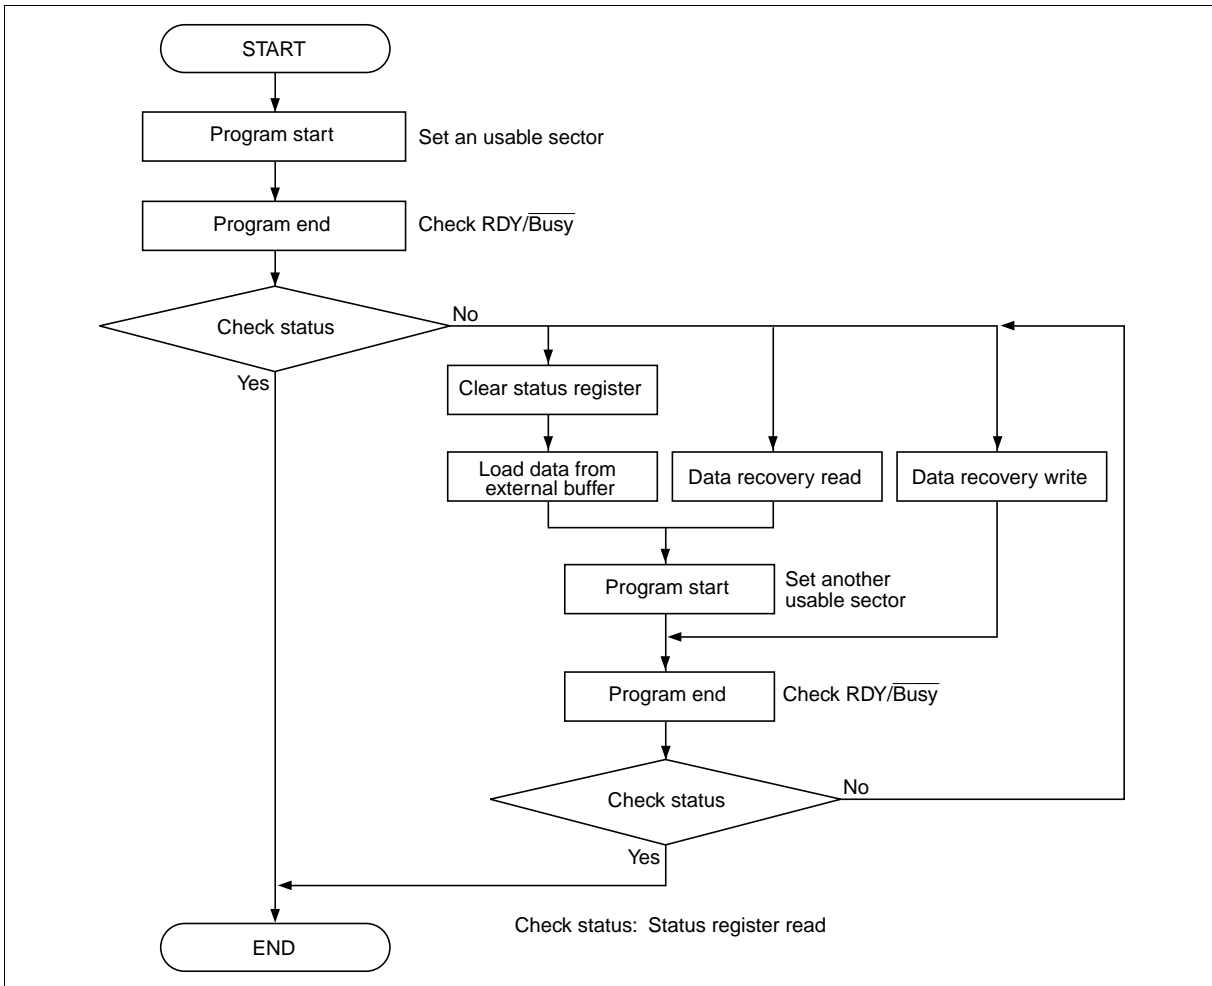 START
Program start
Set an usable sector
Program end
Check RDY/Busy
Check status
No
Yes
Clear status register
Load data from
external buffer
Data recovery read
Data recovery write
Program start
Set another
usable sector
Program end
Check RDY/Busy
Check status
No
Yes
Check status: Status register read
END